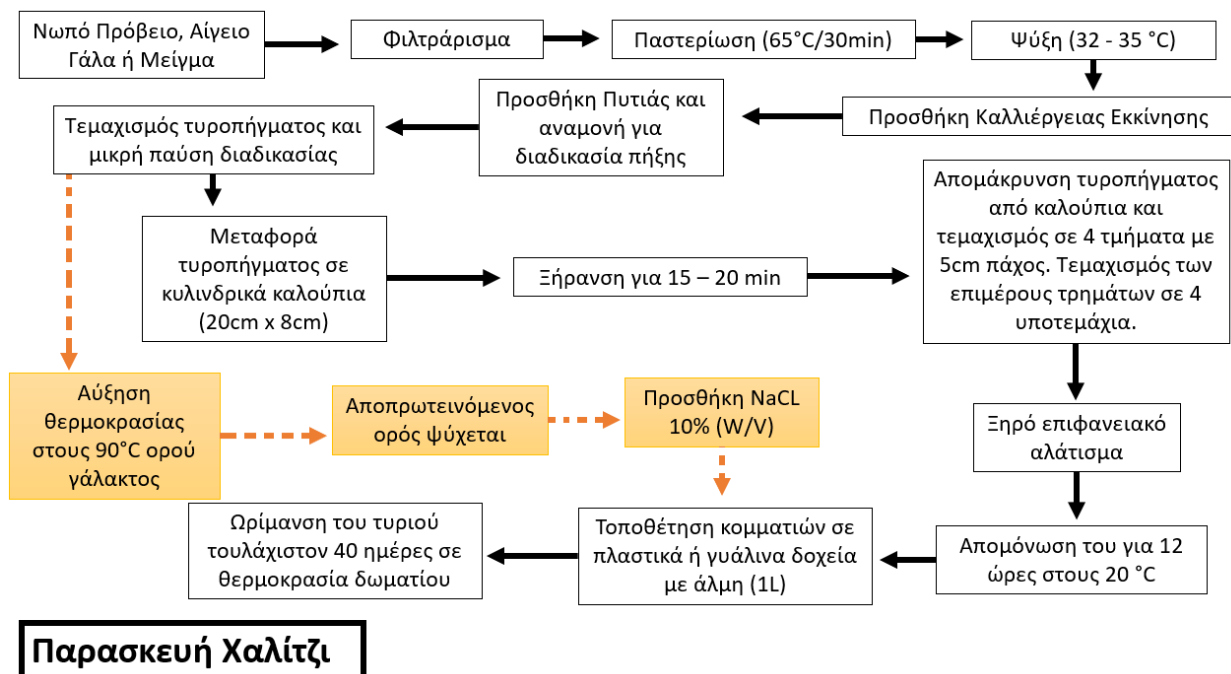 Νωπό Πρόβειο, Αίγειο
Γάλα ή Μείγμα
Φιλτράρισμα
Παστερίωση (65°C/30min)
Ψύξη (32 - 35 °C)
Προσθήκη Καλλιέργειας Εκκίνησης
Προσθήκη Πυτιάς και
αναμονή για
διαδικασία πήξης
Τεμαχισμός τυροπήγματος και
μικρή παύση διαδικασίας
Μεταφορά
τυροπήγματος σε
κυλινδρικά καλούπια
(20cm x 8cm)
Ξήρανση για 15 – 20 min
Απομάκρυνση τυροπήγματος
από καλούπια και
τεμαχισμός σε 4 τμήματα με
5cm πάχος. Τεμαχισμός των
επιμέρους τρημάτων σε 4
υποτεμάχια.
Ξηρό επιφανειακό
αλάτισμα
Απομόνωση του για 12
ώρες στους 20 °C
Αύξηση
θερμοκρασίας
στους 90°C ορού
γάλακτος
Αποπρωτεινόμενος
ορός ψύχεται
Προσθήκη NaCL
10% (W/V)
Τοποθέτηση κομματιών σε
πλαστικά ή γυάλινα δοχεία
με άλμη (1L)
Ωρίμανση του τυριού
τουλάχιστον 40 ημέρες σε
θερμοκρασία δωματίου
Παρασκευή Χαλίτζι